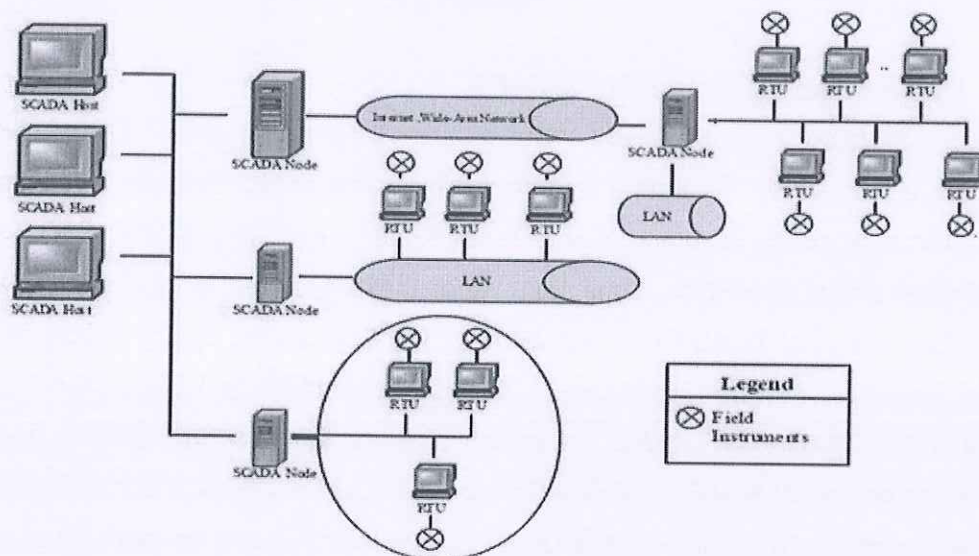 SCADA Host
SCADA Host
SCADA Host
SCADA Node
Internet, Wide-Area Network
SCADA Node
LAN
RTU
RTU
..
RTU
RTU
RTU
RTU
RTU
RTU
RTU
SCADA Node
LAN
SCADA Node
RTU
RTU
RTU
Legend
Field
Instruments